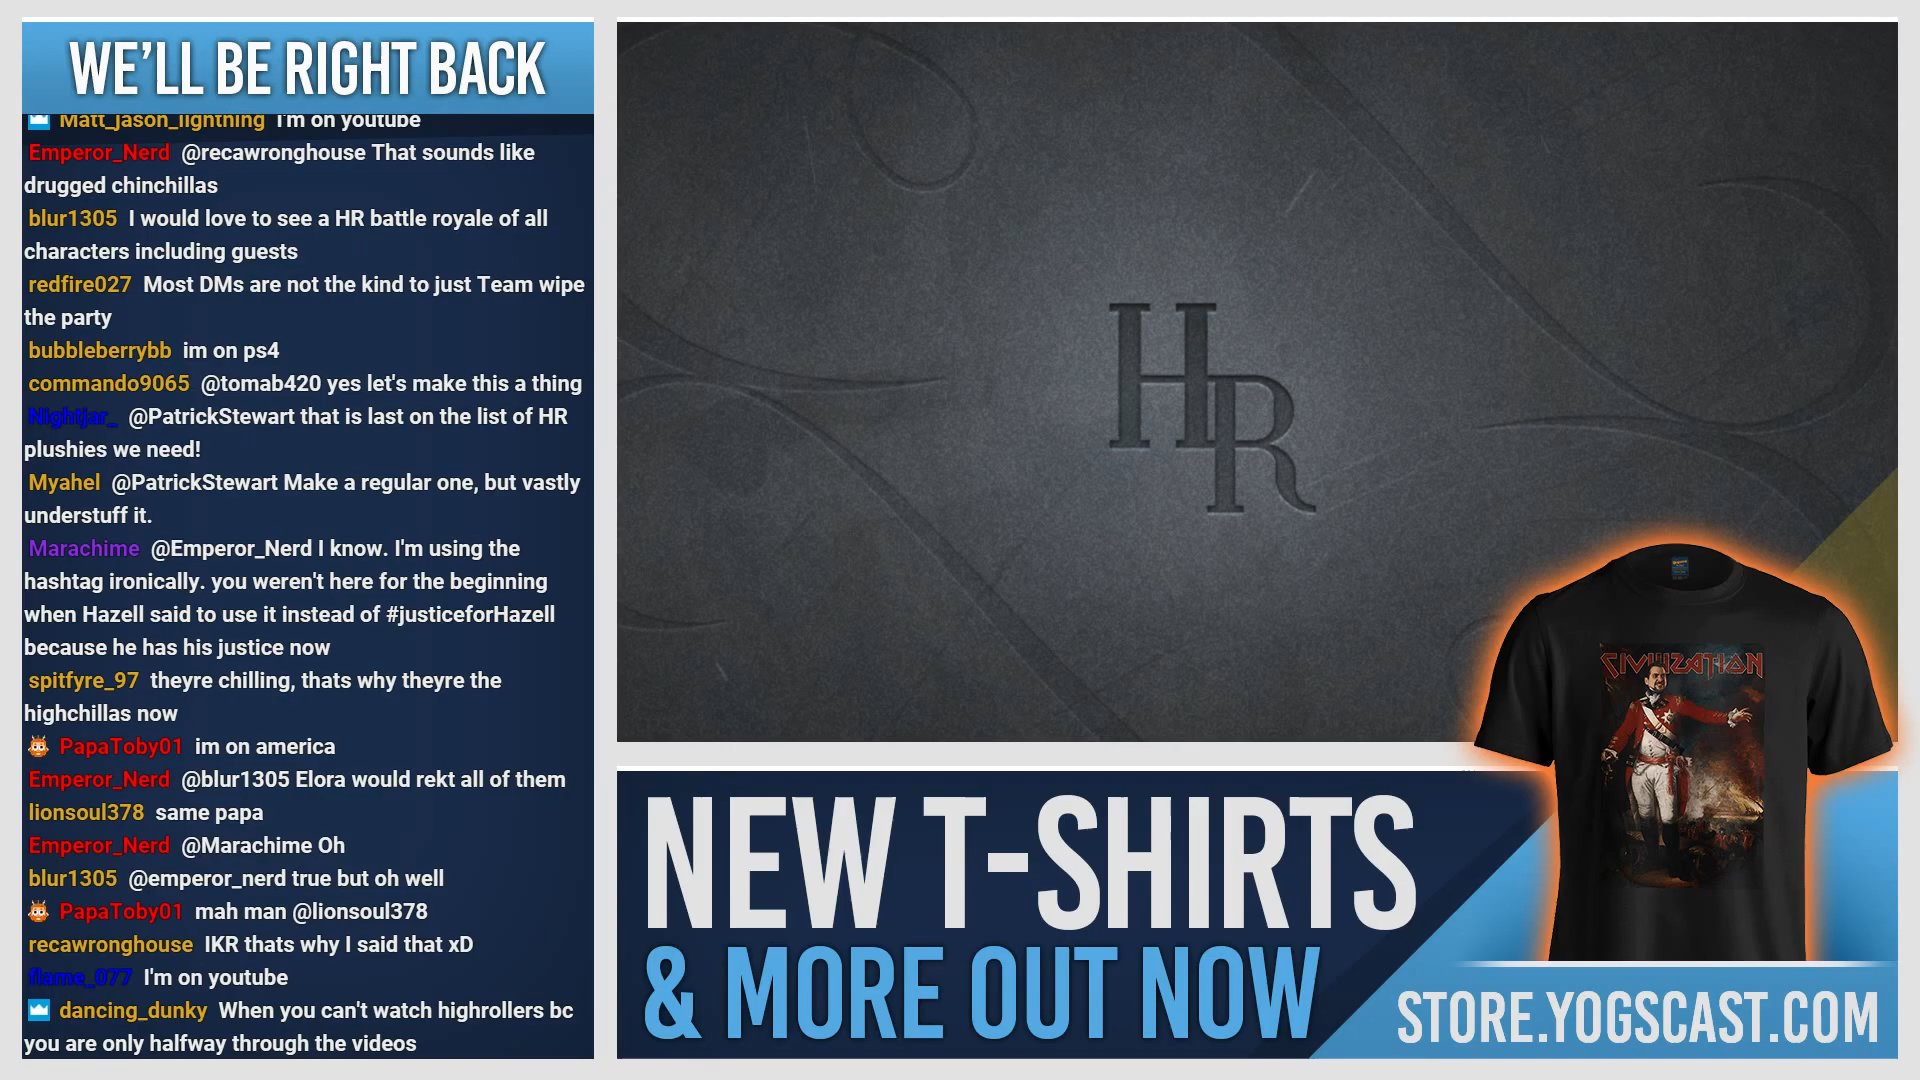 WE'LL BE RIGHT BACK
Matt_jason_lightning I'm on youtube
Emperor_Nerd @recawronghouse That sounds like
drugged chinchillas
blur1305 I would love to see a HR battle royale of all
characters including guests
redfire027 Most DMs are not the kind to just Team wipe
the party
bubbleberrybb im on ps4
commando9065 @tomab420 yes let's make this a thing
Nightjar_ @PatrickStewart that is last on the list of HR
plushies we need!
Myahel @PatrickStewart Make a regular one, but vastly
understuff it.
Marachime @Emperor_Nerd I know. I'm using the
hashtag ironically. you weren't here for the beginning
when Hazell said to use it instead of #justiceforHazell
because he has his justice now
spitfyre_97 theyre chilling, thats why theyre the
highchillas now
PapaToby01 im on america
Emperor_Nerd @blur1305 Elora would rekt all of them
lionsoul378 same papa
Emperor_Nerd @Marachime Oh
blur1305 @emperor_nerd true but oh well
PapaToby01 mah man @lionsoul378
recawronghouse IKR thats why I said that xD
flame_077 I'm on youtube
dancing_dunky When you can't watch highrollers bc
you are only halfway through the videos
HR
CIVILIZATION
NEW T-SHIRTS
& MORE OUT NOW
STORE.YOGSCAST.COM